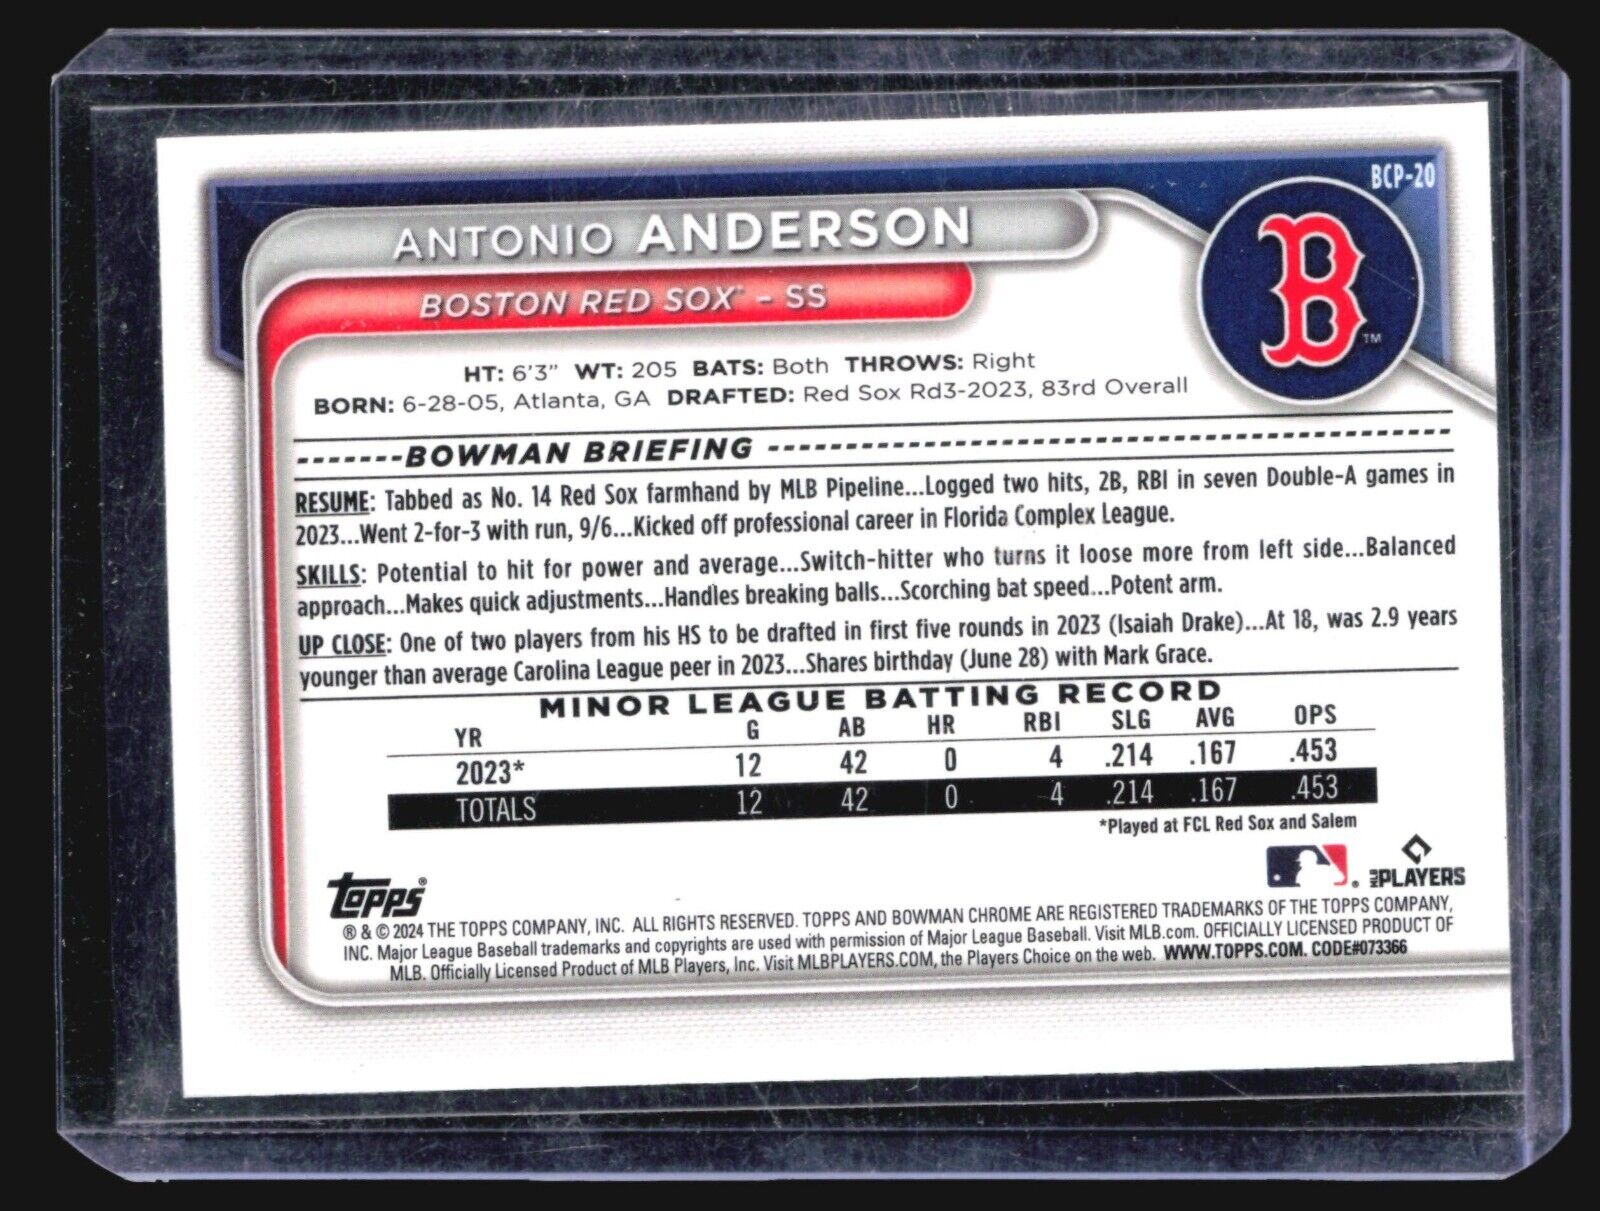 BCP-20
ANTONIO ANDERSON
BOSTON RED SOX™ - SS
B
TM
HT: 6'3" WT: 205 BATS: Both THROWS: Right
BORN: 6-28-05, Atlanta, GA DRAFTED: Red Sox Rd3-2023, 83rd Overall
BOWMAN BRIEFING
RESUME: Tabbed as No. 14 Red Sox farmhand by MLB Pipeline...Logged two hits, 2B, RBI in seven Double-A games in
2023...Went 2-for-3 with run, 9/6...Kicked off professional career in Florida Complex League.
SKILLS: Potential to hit for power and average...Switch-hitter who turns it loose more from left side...Balanced
approach...Makes quick adjustments...Handles breaking balls...Scorching bat speed...Potent arm.
UP CLOSE: One of two players from his HS to be drafted in first five rounds in 2023 (Isaiah Drake)...At 18, was 2.9 years
younger than average Carolina League peer in 2023...Shares birthday (June 28) with Mark Grace.
MINOR LEAGUE BATTING RECORD
YR G AB HR RBI SLG AVG OPS
2023* 12 42 0 4 .214 .167 .453
TOTALS 12 42 0 4 .214 .167 .453
*Played at FCL Red Sox and Salem
MLB PLAYERS
Topps®
® & © 2024 THE TOPPS COMPANY, INC. ALL RIGHTS RESERVED. TOPPS AND BOWMAN CHROME ARE REGISTERED TRADEMARKS OF THE TOPPS COMPANY,
INC. Major League Baseball trademarks and copyrights are used with permission of Major League Baseball. Visit MLB.com. OFFICIALLY LICENSED PRODUCT OF
MLB. Officially Licensed Product of MLB Players, Inc. Visit MLBPLAYERS.COM, the Players Choice on the web. WWW.TOPPS.COM. CODE#073366